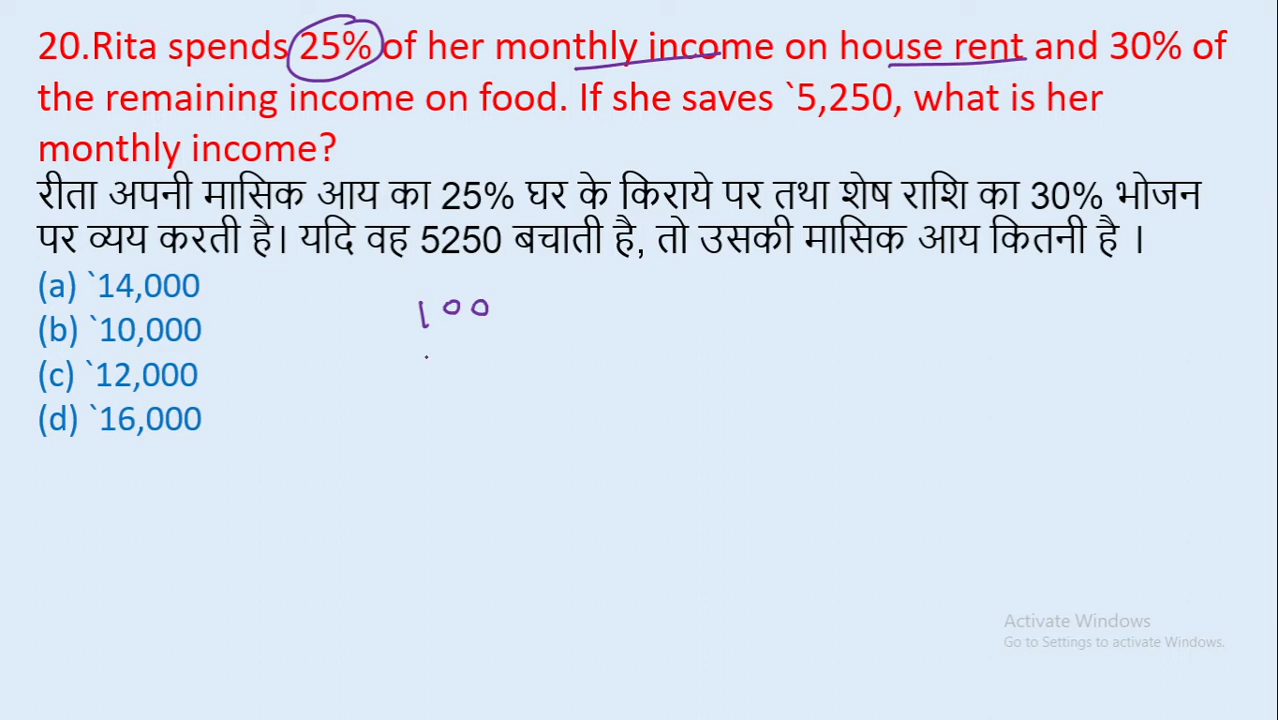 20.Rita spends 25% of her monthly income on house rent and 30% of
the remaining income on food. If she saves `5,250, what is her
monthly income?
रीता अपनी मासिक आय का 25% घर के किराये पर तथा शेष राशि का 30% भोजन
पर व्यय करती है। यदि वह 5250 बचाती है, तो उसकी मासिक आय कितनी है ।
(a) `14,000
100
(b) `10,000
(c) `12,000
(d) `16,000
Activate Windows
Go to Settings to activate Windows.